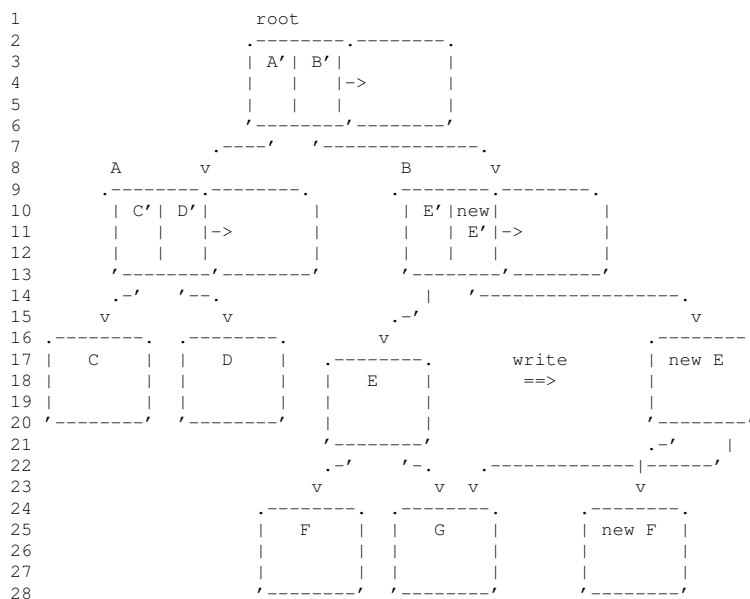 1                     root
2                    .--------.--------.
3                    | A'| B'|         |
4                    |   |   |->       |
5                    |   |   |         |
6                    '--------'--------'
7                 .----'   '--------------.
8        A       v                 B       v
9       .--------.--------.        .--------.--------.
10       | C'| D'|         |        | E'|new|         |
11       |   |   |->       |        |   | E'|->       |
12       |   |   |         |        |   |   |         |
13       '--------'--------'        '--------'--------'
14       .-'   '--.                   |   '------------------.
15      v          v               .-'                       v
16 .--------.  .--------.         v                      .--------
17 |   C    |  |   D    |    .--------.       write      | new E
18 |        |  |        |    |   E    |        ==>       |
19 |        |  |        |    |        |                  |
20 '--------'  '--------'    |        |                  '--------'
21                          '--------'                   .-'    |
22                          .-'    '-.    .-------------|------'
23                         v          v  v              v
24                    .--------.  .--------.       .--------.
25                    |   F    |  |   G    |       | new F  |
26                    |        |  |        |       |        |
27                    |        |  |        |       |        |
28                    '--------'  '--------'       '--------'